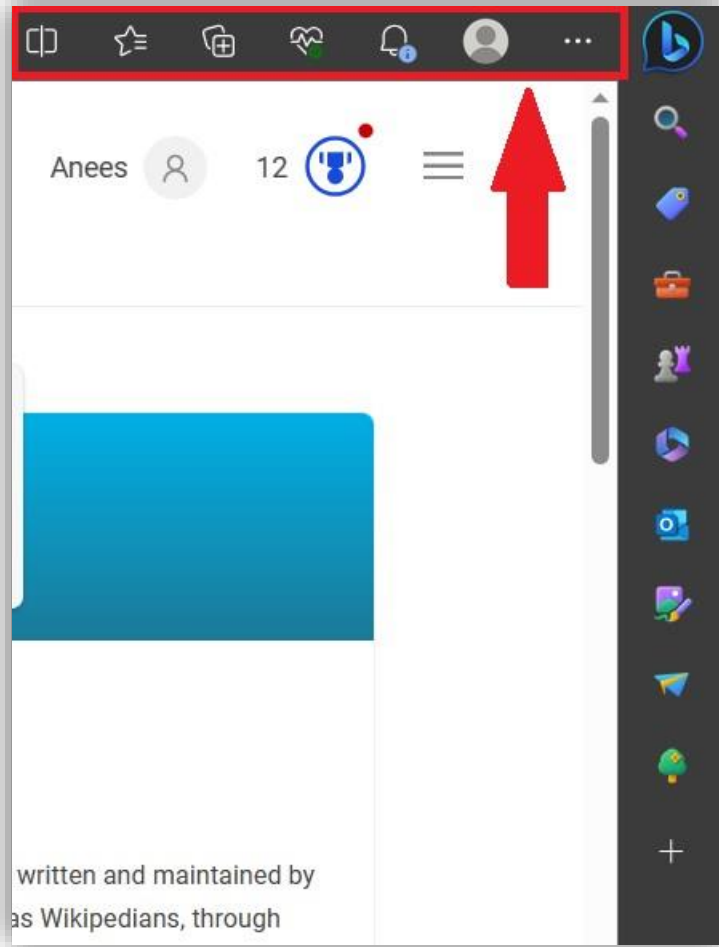 Anees
12
written and maintained by
as Wikipedians, through